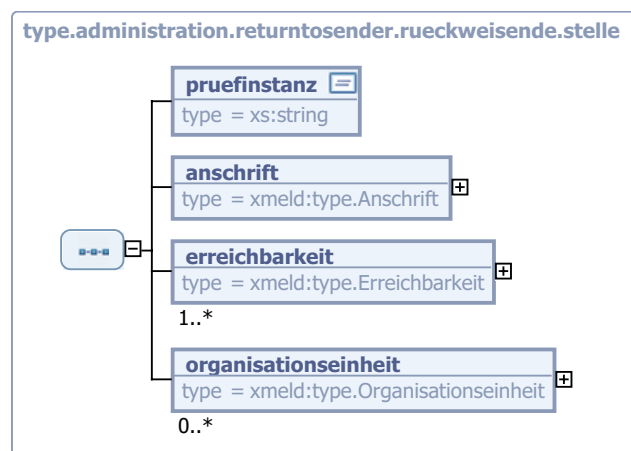 type.administration.returntosender.rueckweisende.stelle
pruefinstanz
type = xs:string
anschrift
type = xmeld:type.Anschrift
erreichbarkeit
type = xmeld:type.Erreichbarkeit
1..*
organisationseinheit
type = xmeld:type.Organisationseinheit
0..*